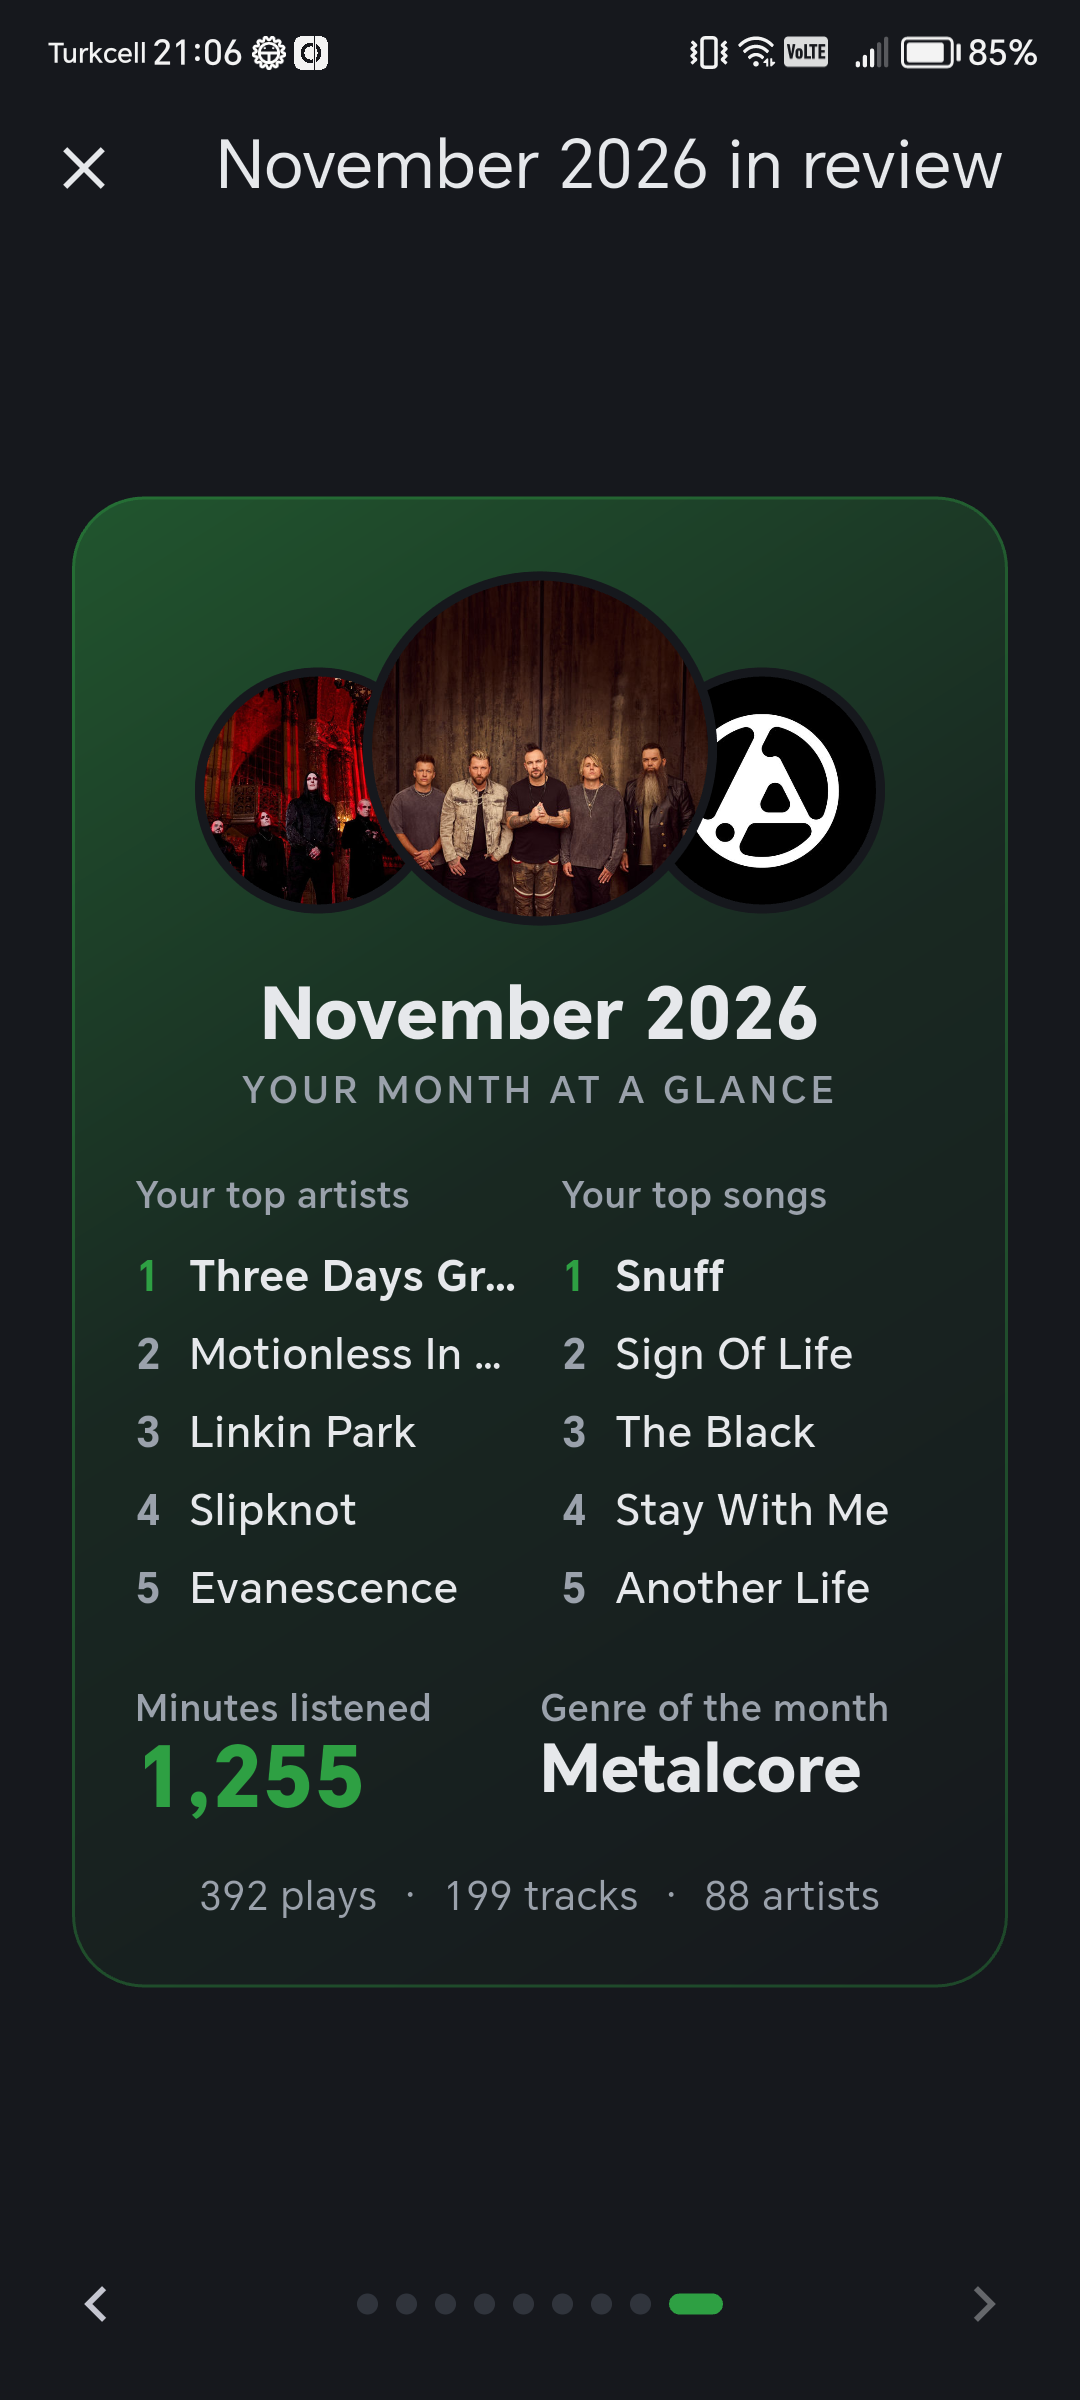 Turkcell 21:06 VoLTE 85%
November 2026 in review
November 2026
YOUR MONTH AT A GLANCE
Your top artists
1 Three Days Gr...
2 Motionless In ...
3 Linkin Park
4 Slipknot
5 Evanescence
Your top songs
1 Snuff
2 Sign Of Life
3 The Black
4 Stay With Me
5 Another Life
Minutes listened
1,255
Genre of the month
Metalcore
392 plays · 199 tracks · 88 artists